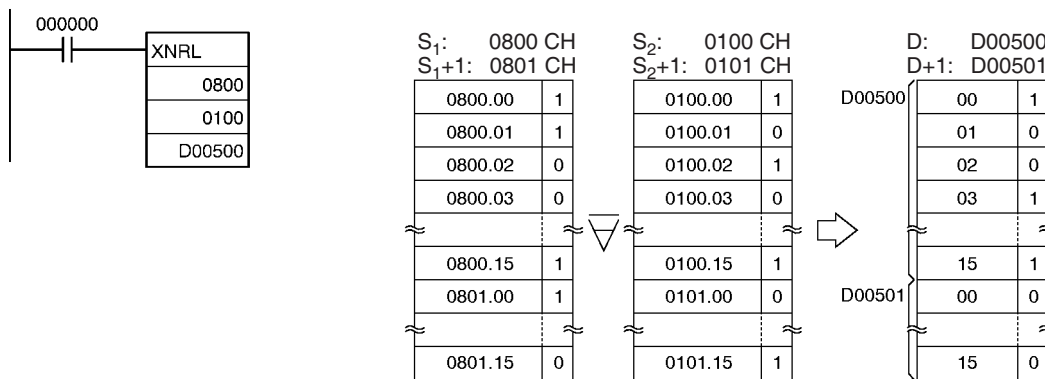 000000
XNRL
0800
0100
D00500
S1: 0800 CH
S1+1: 0801 CH
0800.00 1
0800.01 1
0800.02 0
0800.03 0
0800.15 1
0801.00 1
0801.15 0
S2: 0100 CH
S2+1: 0101 CH
0100.00 1
0100.01 0
0100.02 1
0100.03 0
0100.15 1
0101.00 0
0101.15 1
D: D00500
D+1: D00501
D00500
00 1
01 0
02 0
03 1
15 1
D00501
00 0
15 0